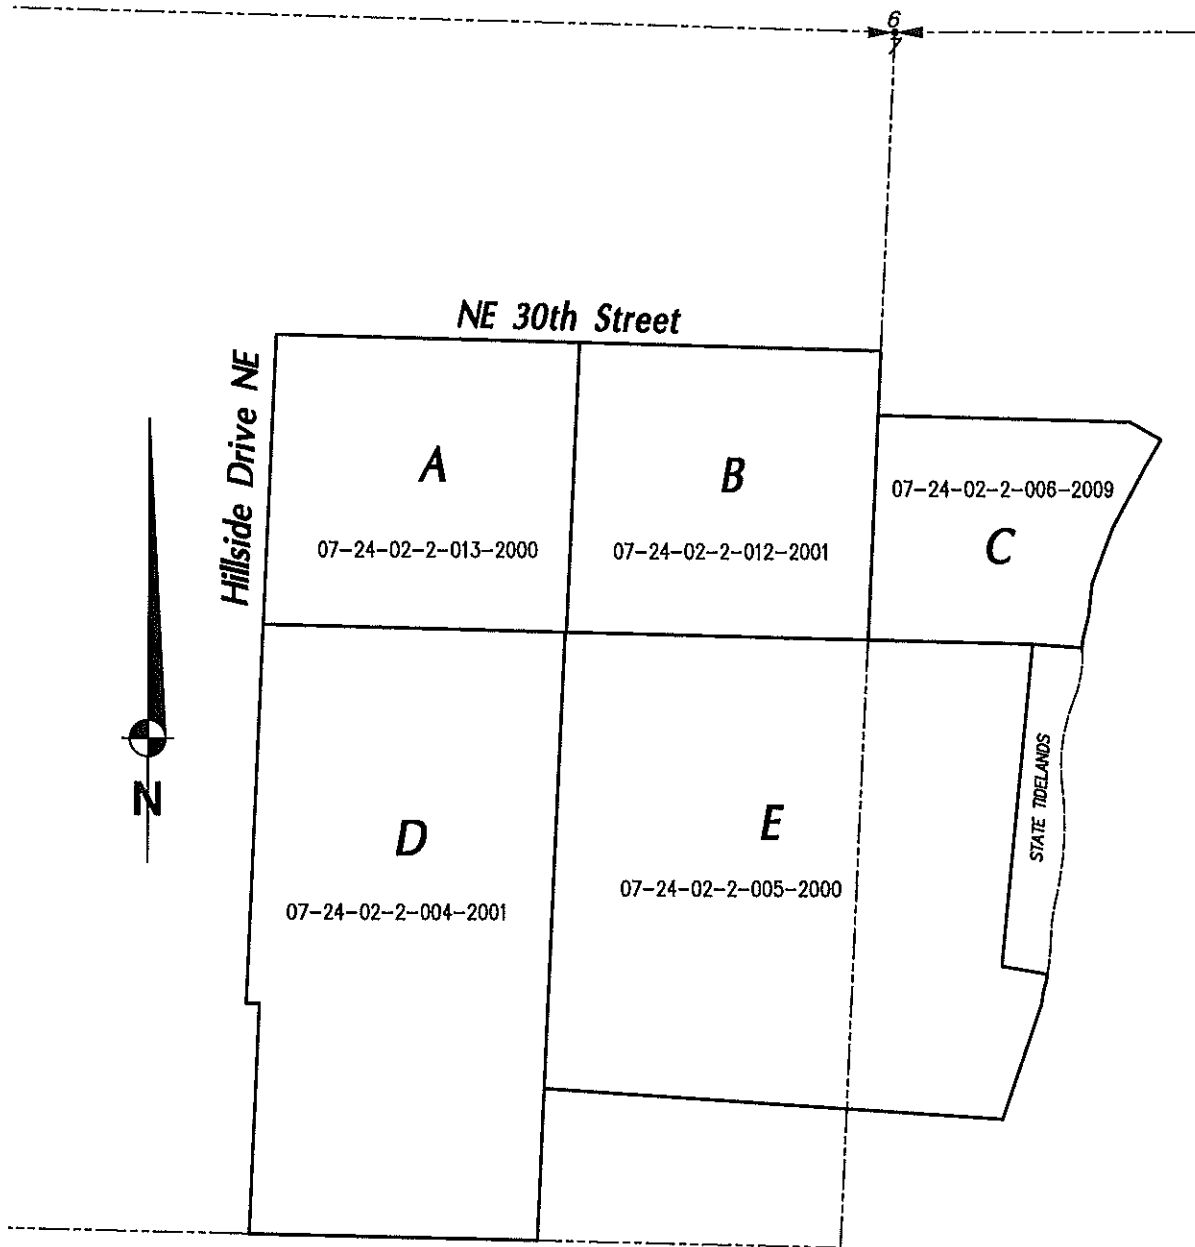 6
7
NE 30th Street
Hillside Drive NE
A
07-24-02-2-013-2000
B
07-24-02-2-012-2001
07-24-02-2-006-2009
C
N
D
07-24-02-2-004-2001
E
07-24-02-2-005-2000
STATE TIDELANDS